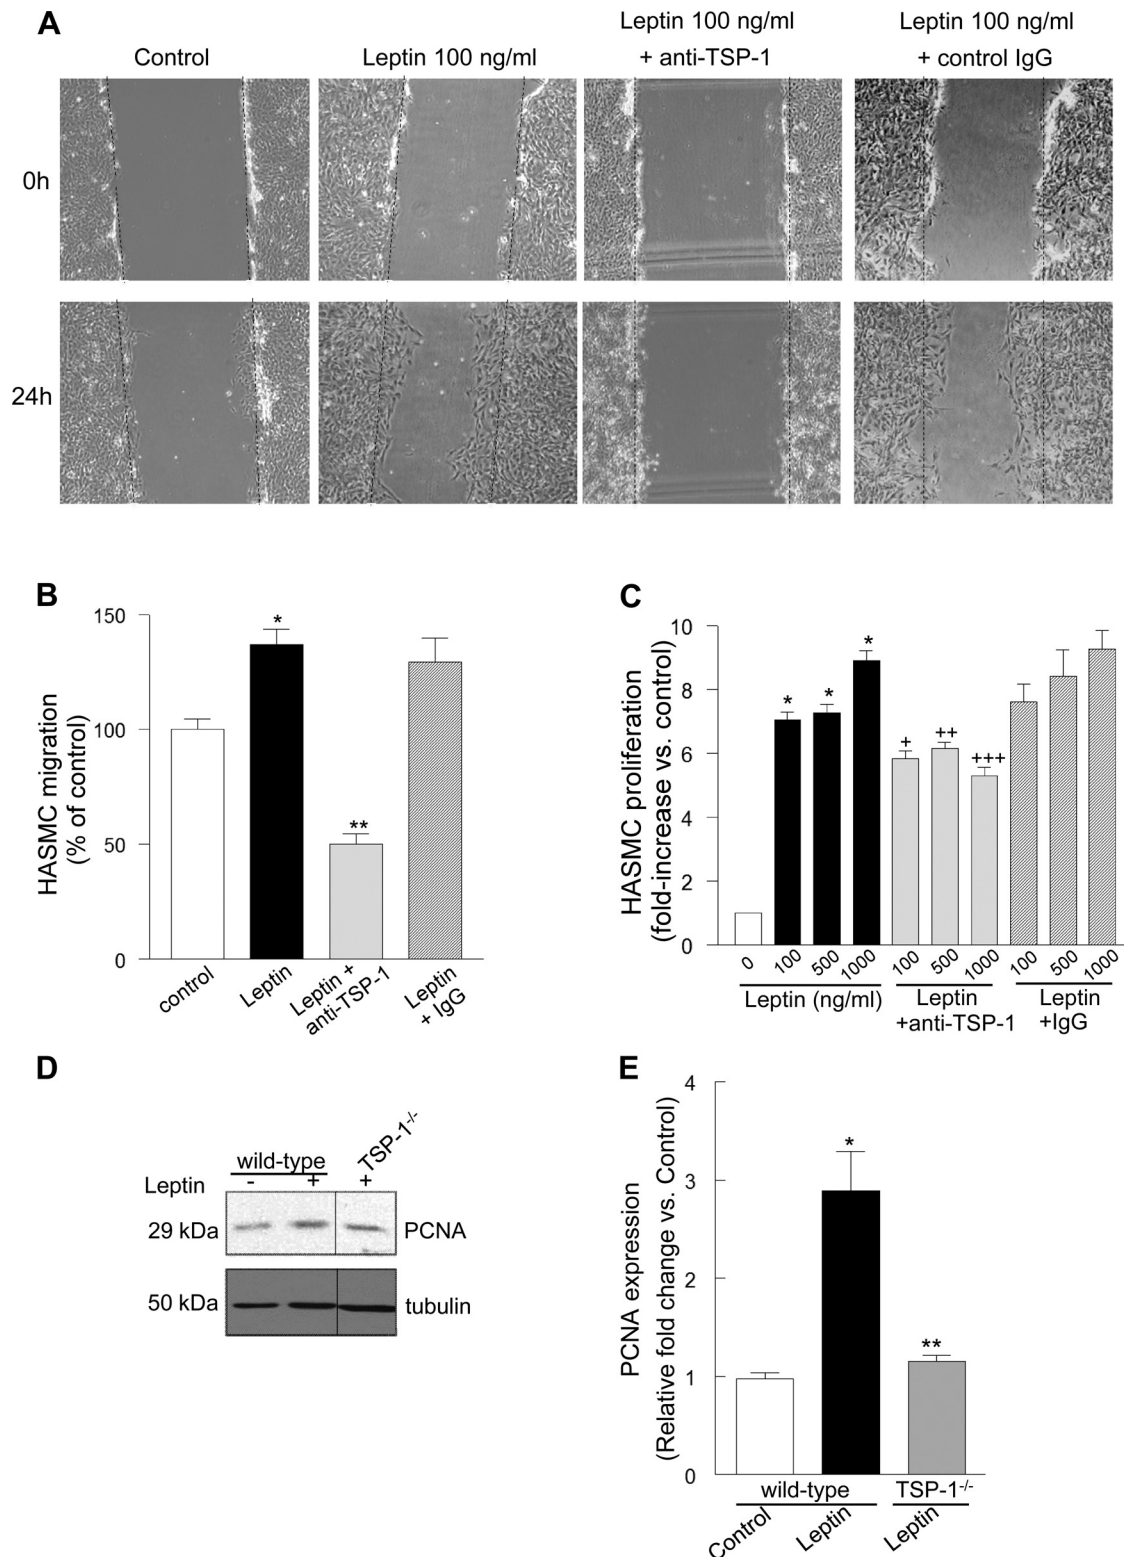 A
Control
Leptin 100 ng/ml
Leptin 100 ng/ml
+ anti-TSP-1
Leptin 100 ng/ml
+ control IgG
0h
24h
B
HASMC migration
(% of control)
150
100
50
0
*
**
control
Leptin
Leptin +
anti-TSP-1
Leptin
+ IgG
C
HASMC proliferation
(fold-increase vs. control)
10
8
6
4
2
0
* * *
+ ++ +++
0 100 500 1000 100 500 1000 100 500 1000
Leptin (ng/ml)
Leptin
+anti-TSP-1
Leptin
+IgG
D
wild-type
TSP-1-/-
Leptin - + +
29 kDa PCNA
50 kDa tubulin
E
PCNA expression
(Relative fold change vs. Control)
4
3
2
1
0
*
**
wild-type TSP-1-/-
Control Leptin Leptin